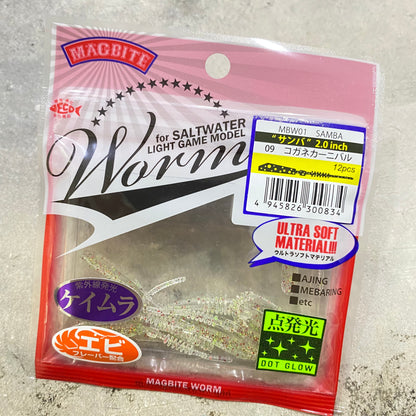 MAGBITE
for SALTWATER
LIGHT GAME MODEL
Worm
MBW01 SAMBA
"サンバ" 2.0 inch
09 コガネカーニバル
12pcs
4 945826 300834
ULTRA SOFT
MATERIAL!!!
ウルトラソフトマテリアル
AJING
MEBARING
etc
紫外線発光
ケイムラ
エビ
フレーバー配合
点発光
DOT GLOW
MAGBITE WORM